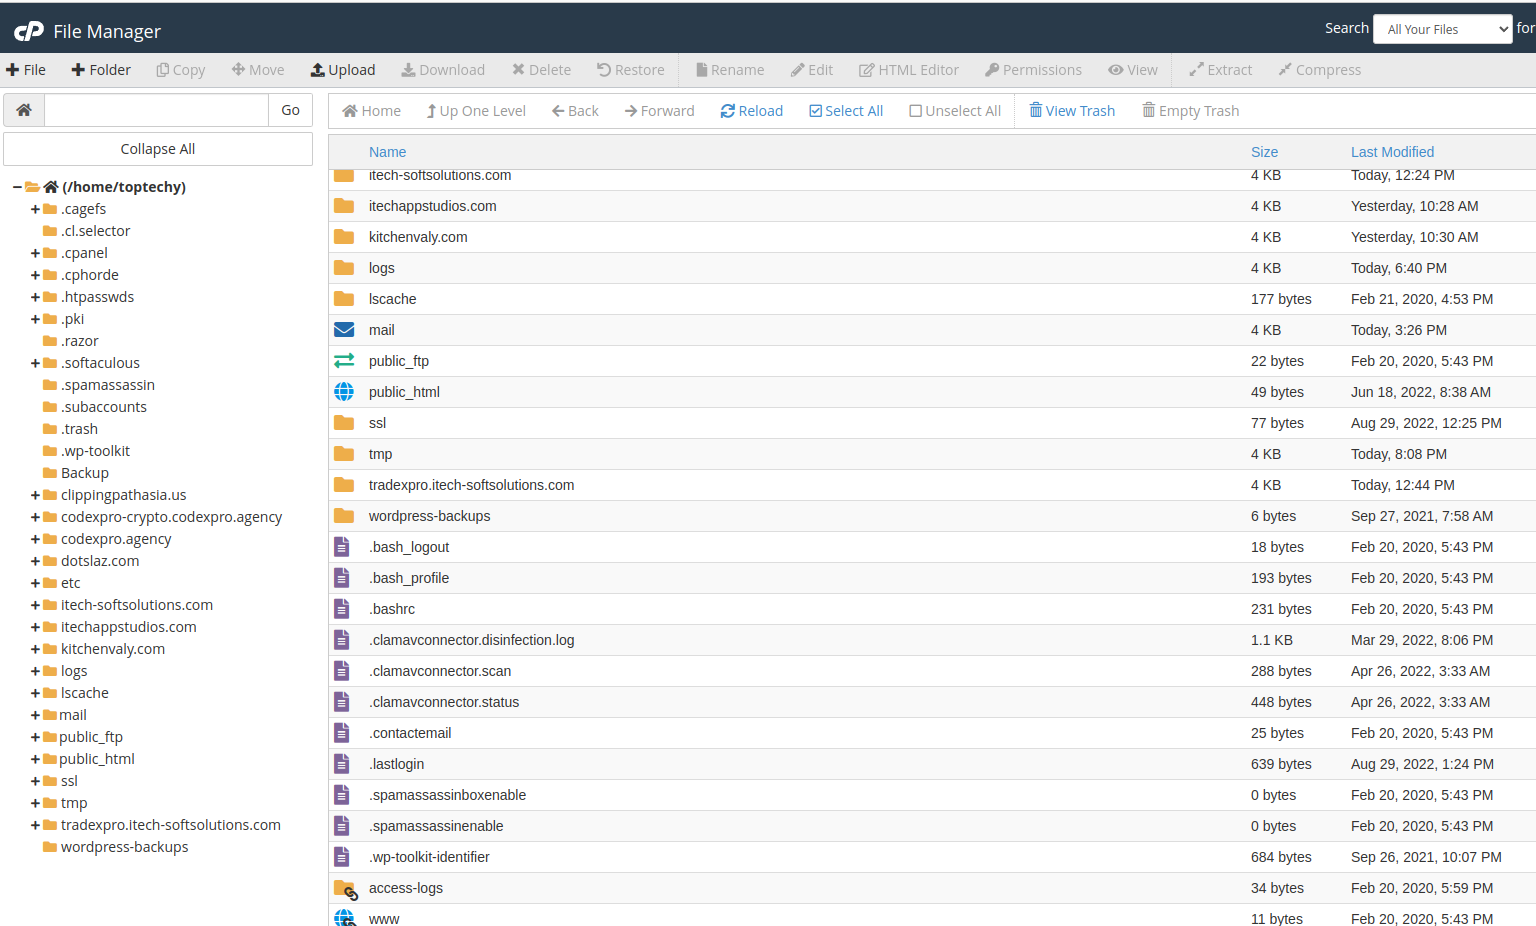 cP File Manager Search All Your Files for
File Folder Copy Move Upload Download Delete Restore Rename Edit HTML Editor Permissions View Extract Compress
Go Home Up One Level Back Forward Reload Select All Unselect All View Trash Empty Trash
Collapse All
(/home/toptechy)
.cagefs
.cl.selector
.cpanel
.cphorde
.htpasswds
.pki
.razor
.softaculous
.spamassassin
.subaccounts
.trash
.wp-toolkit
Backup
clippingpathasia.us
codexpro-crypto.codexpro.agency
codexpro.agency
dotslaz.com
etc
itech-softsolutions.com
itechappstudios.com
kitchenvaly.com
logs
lscache
mail
public_ftp
public_html
ssl
tmp
tradexpro.itech-softsolutions.com
wordpress-backups
Name Size Last Modified
itech-softsolutions.com 4 KB Today, 12:24 PM
itechappstudios.com 4 KB Yesterday, 10:28 AM
kitchenvaly.com 4 KB Yesterday, 10:30 AM
logs 4 KB Today, 6:40 PM
lscache 177 bytes Feb 21, 2020, 4:53 PM
mail 4 KB Today, 3:26 PM
public_ftp 22 bytes Feb 20, 2020, 5:43 PM
public_html 49 bytes Jun 18, 2022, 8:38 AM
ssl 77 bytes Aug 29, 2022, 12:25 PM
tmp 4 KB Today, 8:08 PM
tradexpro.itech-softsolutions.com 4 KB Today, 12:44 PM
wordpress-backups 6 bytes Sep 27, 2021, 7:58 AM
.bash_logout 18 bytes Feb 20, 2020, 5:43 PM
.bash_profile 193 bytes Feb 20, 2020, 5:43 PM
.bashrc 231 bytes Feb 20, 2020, 5:43 PM
.clamavconnector.disinfection.log 1.1 KB Mar 29, 2022, 8:06 PM
.clamavconnector.scan 288 bytes Apr 26, 2022, 3:33 AM
.clamavconnector.status 448 bytes Apr 26, 2022, 3:33 AM
.contactemail 25 bytes Feb 20, 2020, 5:43 PM
.lastlogin 639 bytes Aug 29, 2022, 1:24 PM
.spamassassinboxenable 0 bytes Feb 20, 2020, 5:43 PM
.spamassassinenable 0 bytes Feb 20, 2020, 5:43 PM
.wp-toolkit-identifier 684 bytes Sep 26, 2021, 10:07 PM
access-logs 34 bytes Feb 20, 2020, 5:59 PM
www 11 bytes Feb 20, 2020, 5:43 PM